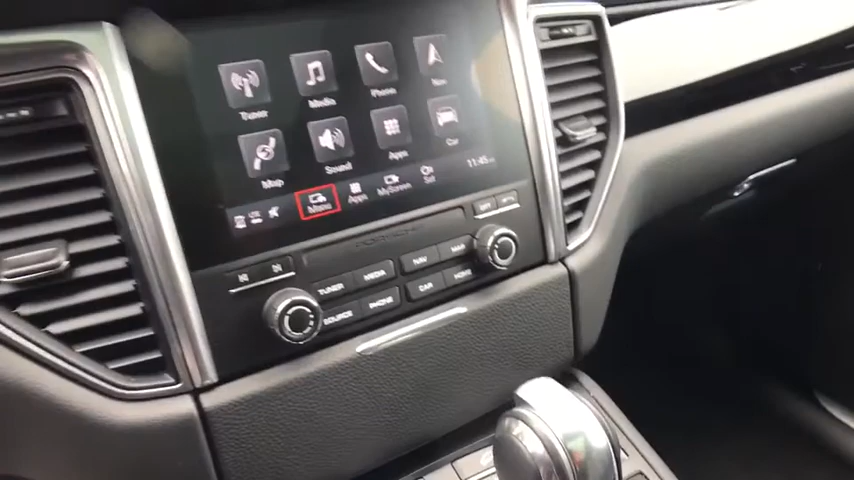 Tuner Media Phone Nav
Map Sound Apps Car
11:45
Menu Apps MyScreen Set
PORSCHE
TUNER MEDIA NAV MAP
SOURCE PHONE CAR HOME